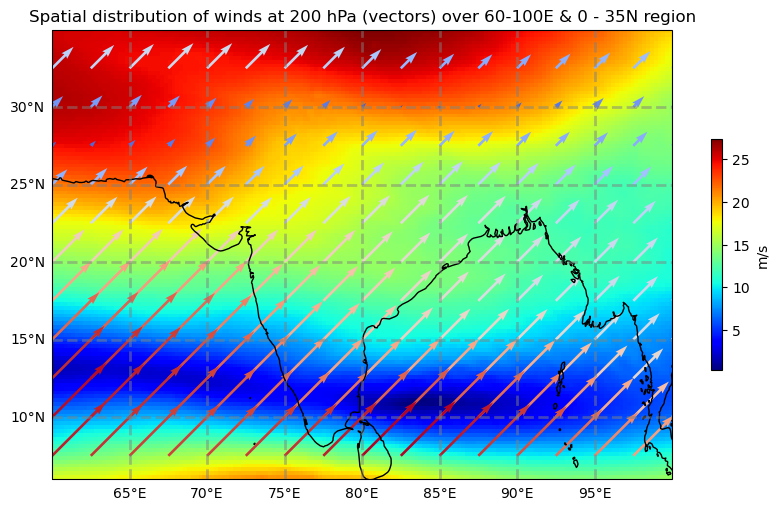 Spatial distribution of winds at 200 hPa (vectors) over 60-100E & 0 - 35N region
30°N
25°N
20°N
15°N
10°N
65°E 70°E 75°E 80°E 85°E 90°E 95°E
25
20
15
10
5
m/s